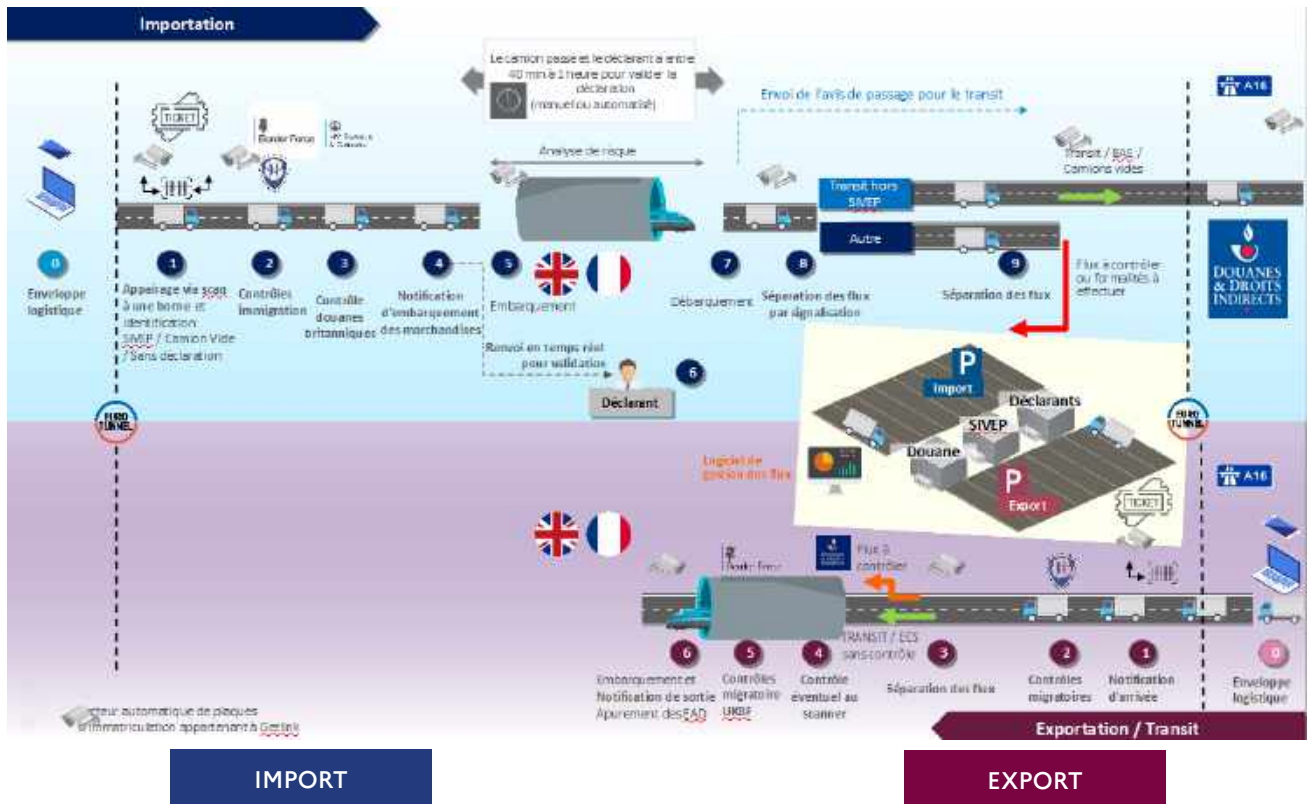 Importation
Le camion passe et le déclarant a entre
40 min à 1 heure pour valider la
déclaration
(manuel ou automatisé)
Envoi de l'avis de passage pour le transit
A16
TICKET
Border Force
Analyse de risque
Transit / BAE /
Camions vides
Transit hors
SIVEP
Autre
0
Enveloppe
logistique
1
Appairage via scan
à une borne et
identification
SIVEP / Camion Vide
/ Sans déclaration
2
Contrôles
immigration
3
Contrôle
douanes
britanniques
4
Notification
d'embarquement
des marchandises
5
Embarquement
7
Débarquement
8
Séparation des flux
par signalisation
9
Séparation des flux
Flux à contrôler
ou formalités à
effectuer
DOUANES
& DROITS
INDIRECTS
Renvoi en temps réel
pour validation
6
Déclarant
P
Import
Déclarants
SIVEP
Douane
P
Export
TICKET
EURO
TUNNEL
EURO
TUNNEL
Logiciel de
gestion des flux
A16
Border Force
Flux à
contrôler
TRANSIT / ECS
sans contrôle
6
Embarquement et
Notification de sortie
Apurement des EAD
5
Contrôles
migratoire
UKBF
4
Contrôle
éventuel au
scanner
3
Séparation des flux
2
Contrôles
migratoires
1
Notification
d'arrivée
0
Enveloppe
logistique
cteur automatique de plaques
d'immatriculation appartenant à Getlink
Exportation / Transit
IMPORT
EXPORT